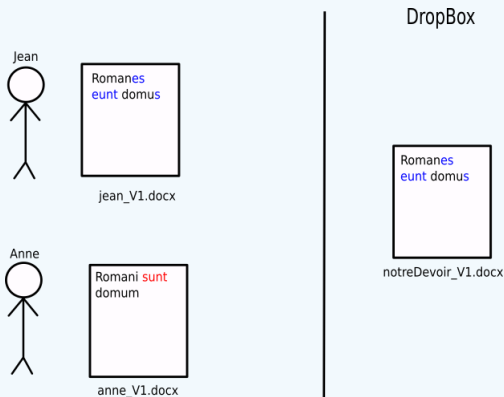 DropBox
Jean
Romanes
eunt domus
jean_V1.docx
Romanes
eunt domus
notreDevoir_V1.docx
Anne
Romani sunt
domum
anne_V1.docx